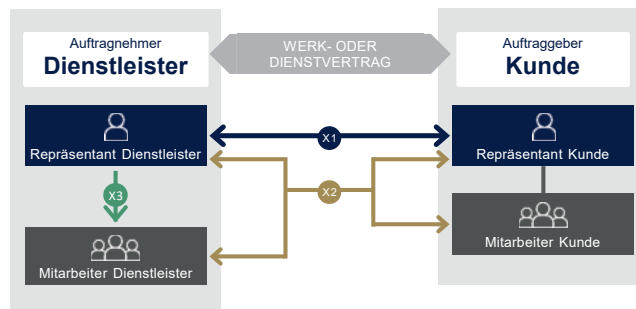 Auftragnehmer
Dienstleister
WERK- ODER
DIENSTVERTRAG
Auftraggeber
Kunde
Repräsentant Dienstleister
X1
Repräsentant Kunde
X3
X2
Mitarbeiter Dienstleister
Mitarbeiter Kunde